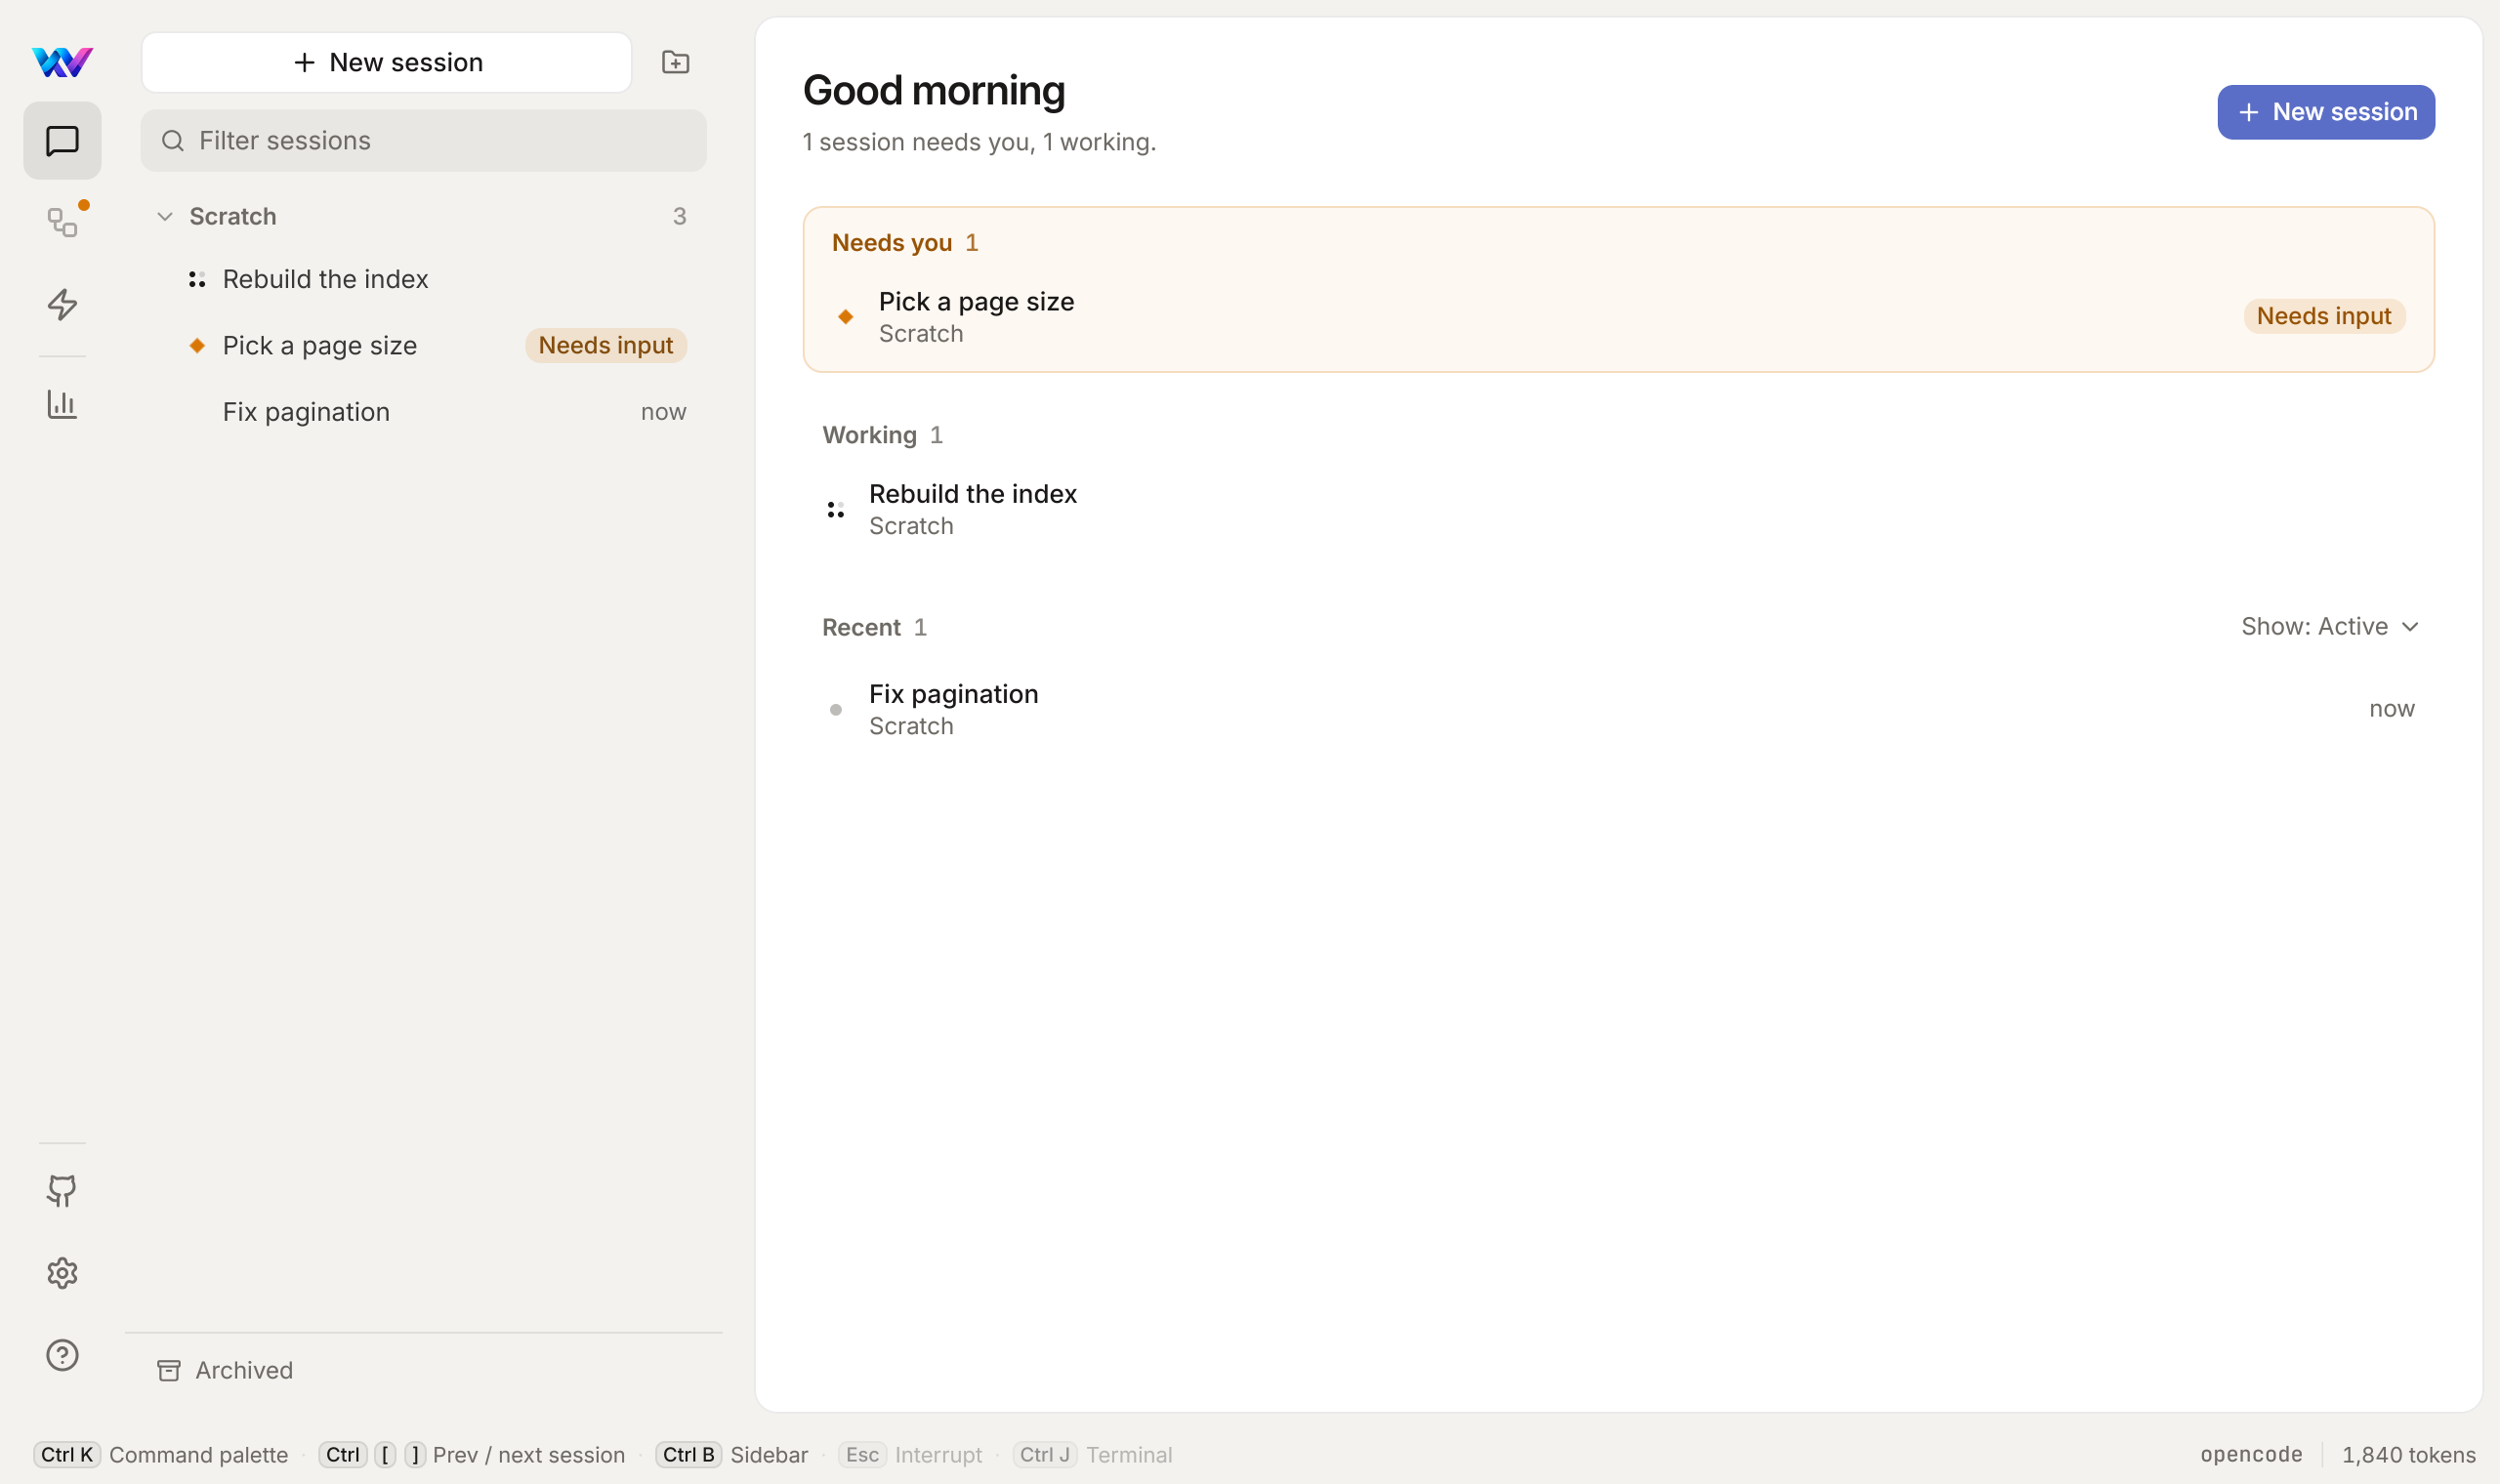 New session
Filter sessions
Scratch 3
Rebuild the index
Pick a page size Needs input
Fix pagination now
Archived
Good morning
1 session needs you, 1 working.
New session
Needs you 1
Pick a page size
Scratch
Needs input
Working 1
Rebuild the index
Scratch
Recent 1
Show: Active
Fix pagination
Scratch
now
Ctrl K Command palette · Ctrl [ ] Prev / next session · Ctrl B Sidebar · Esc Interrupt · Ctrl J Terminal
opencode 1,840 tokens